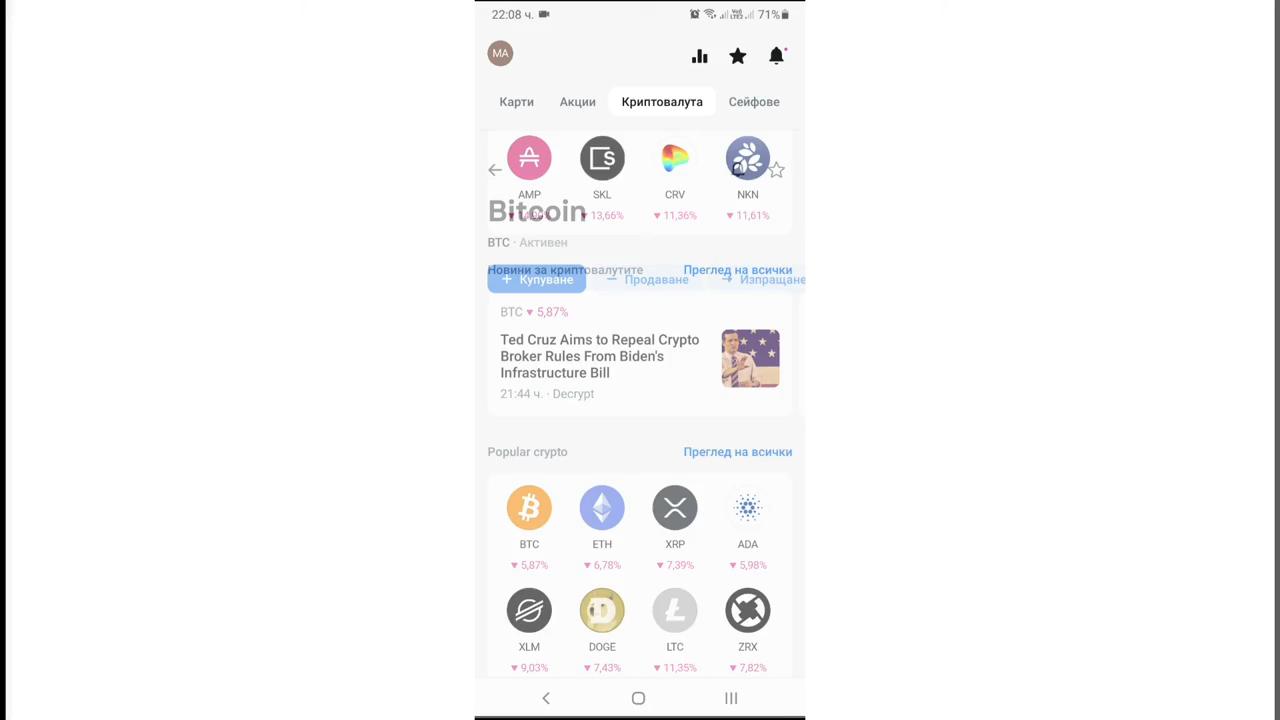 22:08 ч. 71%
MA
Карти Акции Криптовалута Сейфове
AMP SKL CRV NKN
13,66% 11,36% 11,61%
Bitcoin
BTC · Активен
Новини за криптовалутите Преглед на всички
+ Купуване − Продаване → Изпращане
BTC ▼ 5,87%
Ted Cruz Aims to Repeal Crypto
Broker Rules From Biden's
Infrastructure Bill
21:44 ч. · Decrypt
Popular crypto Преглед на всички
BTC ETH XRP ADA
▼ 5,87% ▼ 6,78% ▼ 7,39% ▼ 5,98%
XLM DOGE LTC ZRX
▼ 9,03% ▼ 7,43% ▼ 11,35% ▼ 7,82%